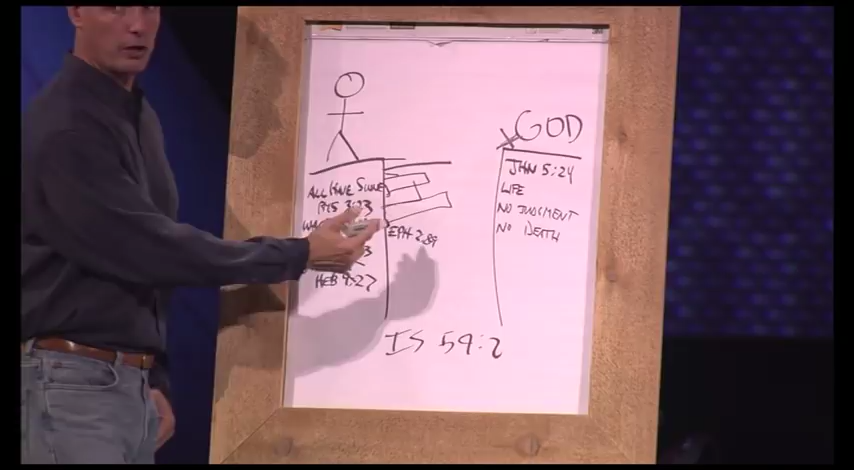 GOD
ALL HAVE SINNED
3:23
HEB 9:27
EPH 2:89
JHN 5:24
LIFE
NO JUDGMENT
NO DEATH
IS 59:2